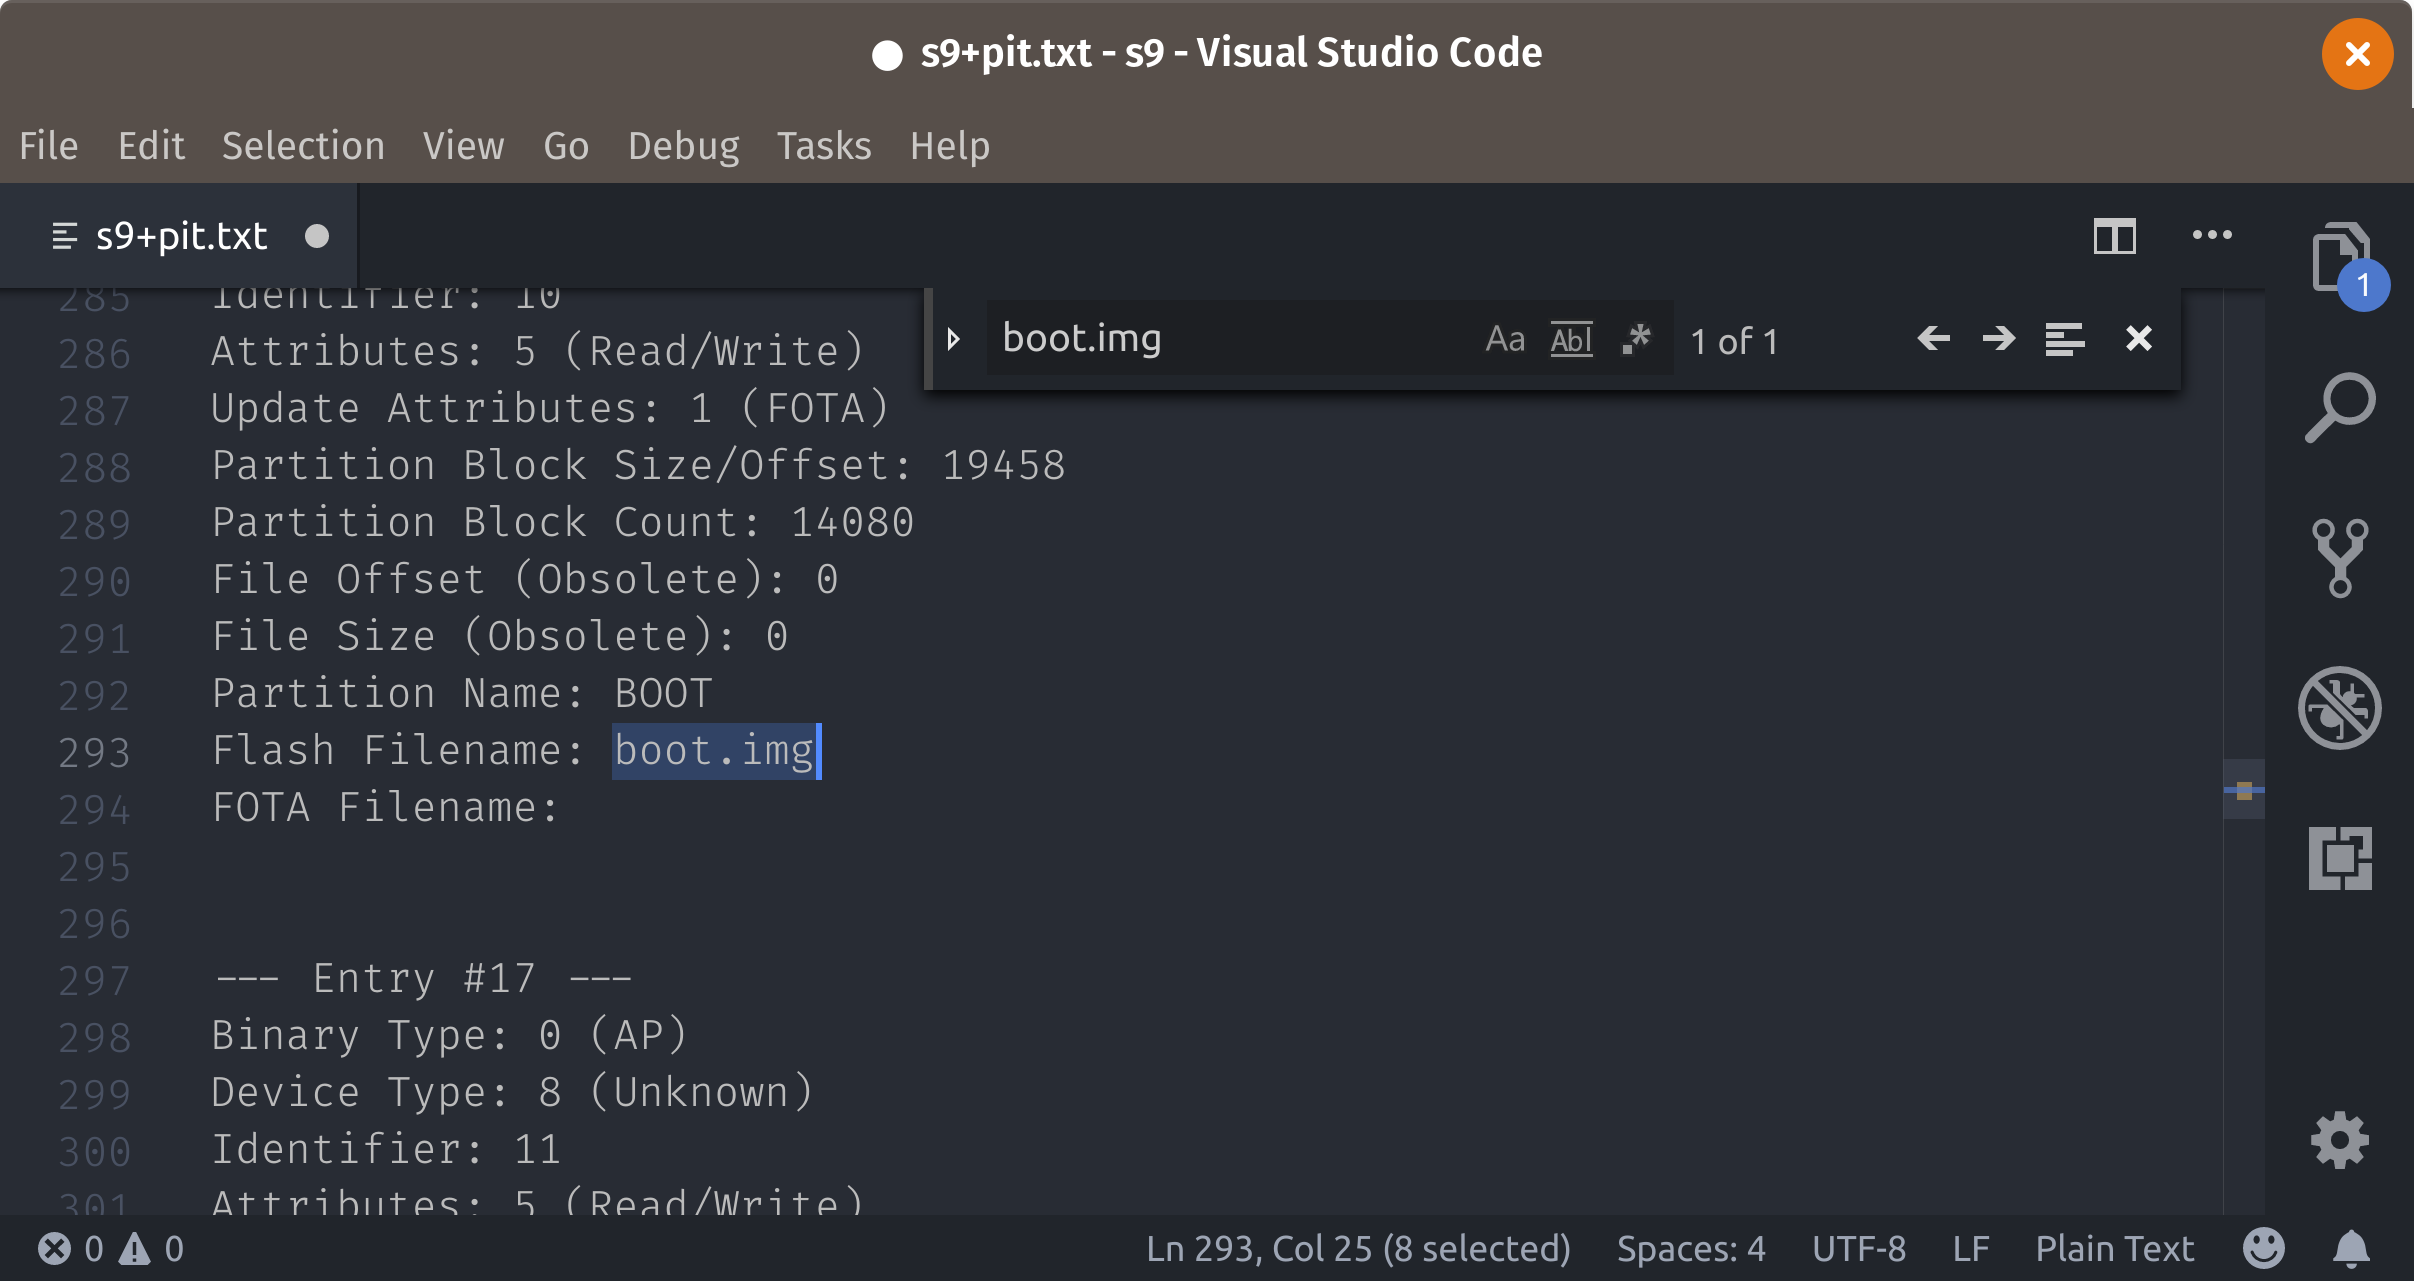 s9+pit.txt - s9 - Visual Studio Code
File Edit Selection View Go Debug Tasks Help
s9+pit.txt
1
boot.img Aa Abl .* 1 of 1
285 Identifier: 10
286 Attributes: 5 (Read/Write)
287 Update Attributes: 1 (FOTA)
288 Partition Block Size/Offset: 19458
289 Partition Block Count: 14080
290 File Offset (Obsolete): 0
291 File Size (Obsolete): 0
292 Partition Name: BOOT
293 Flash Filename: boot.img
294 FOTA Filename:
295
296
297 --- Entry #17 ---
298 Binary Type: 0 (AP)
299 Device Type: 8 (Unknown)
300 Identifier: 11
301 Attributes: 5 (Read/Write)
0 0 Ln 293, Col 25 (8 selected) Spaces: 4 UTF-8 LF Plain Text